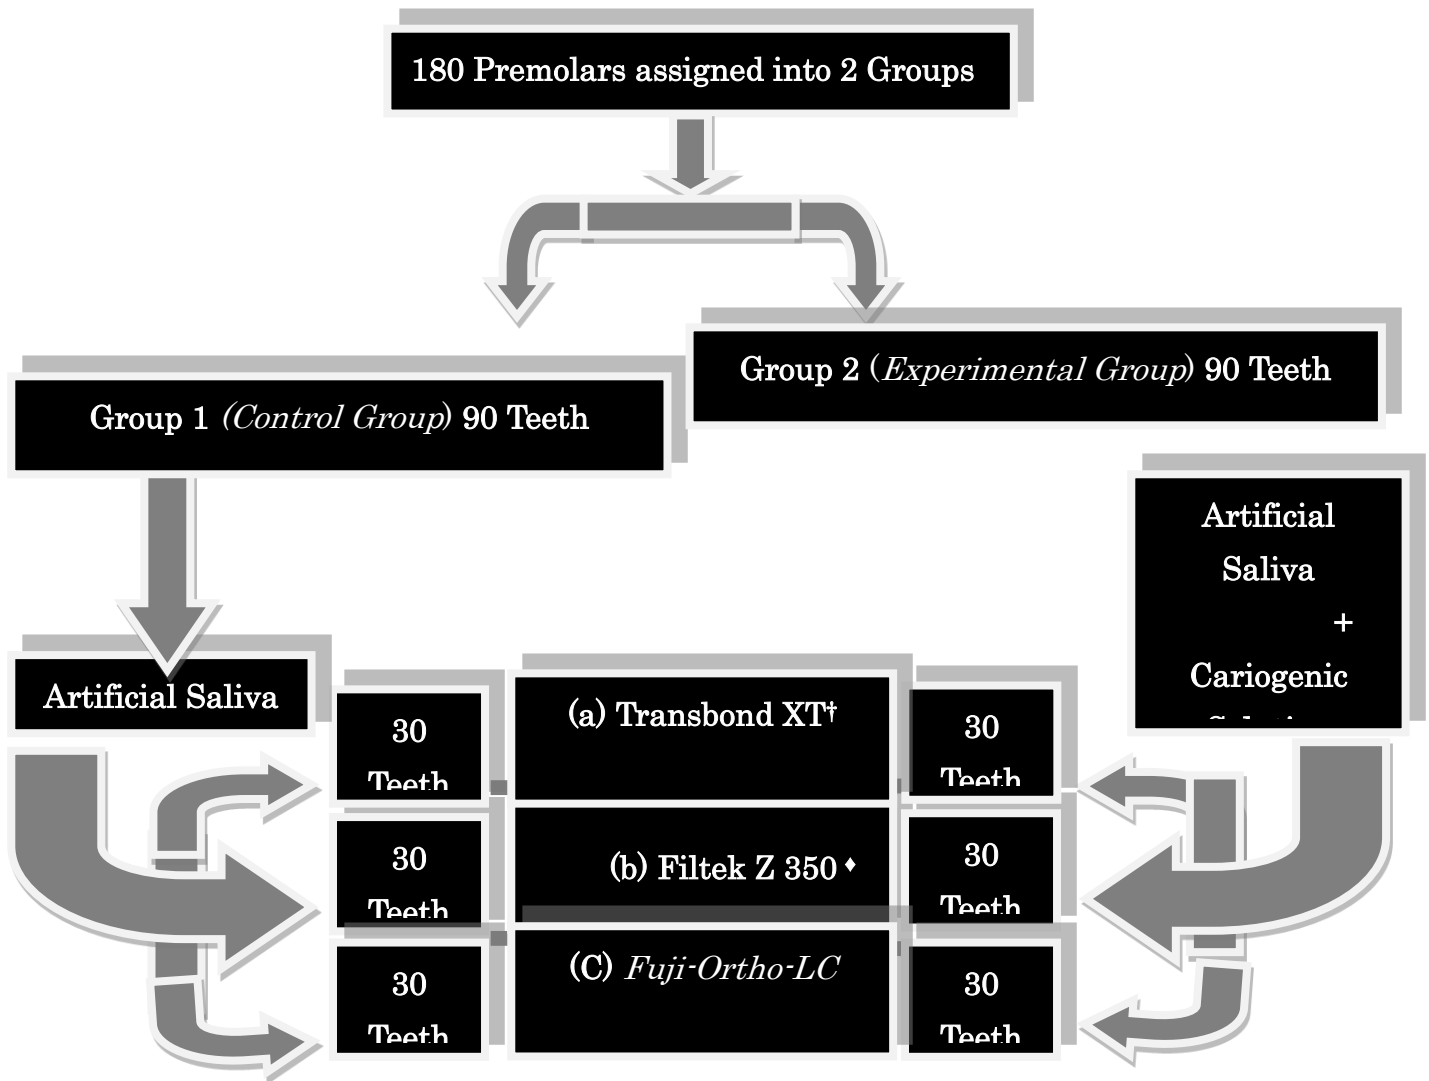 180 Premolars assigned into 2 Groups
Group 2 (Experimental Group) 90 Teeth
Group 1 (Control Group) 90 Teeth
Artificial
Saliva
+
Cariogenic
Artificial Saliva
30
Teeth
(a) Transbond XT†
30
Teeth
30
Teeth
(b) Filtek Z 350 ♦
30
Teeth
30
Teeth
(C) Fuji-Ortho-LC
30
Teeth